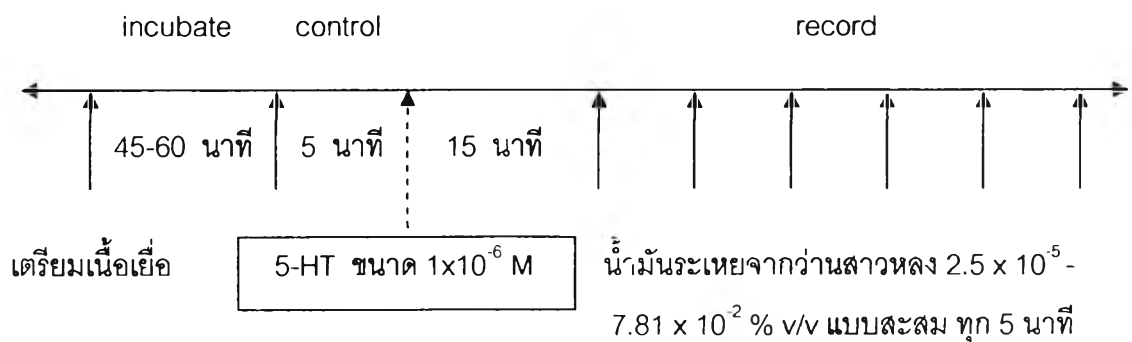 incubate control record
45-60 นาที 5 นาที 15 นาที
เตรียมเนื้อเยื่อ 5-HT ขนาด 1x10⁻⁶ M น้ำมันระเหยจากว่านสาวหลง 2.5 x 10⁻⁵ -
7.81 x 10⁻² % v/v แบบสะสม ทุก 5 นาที